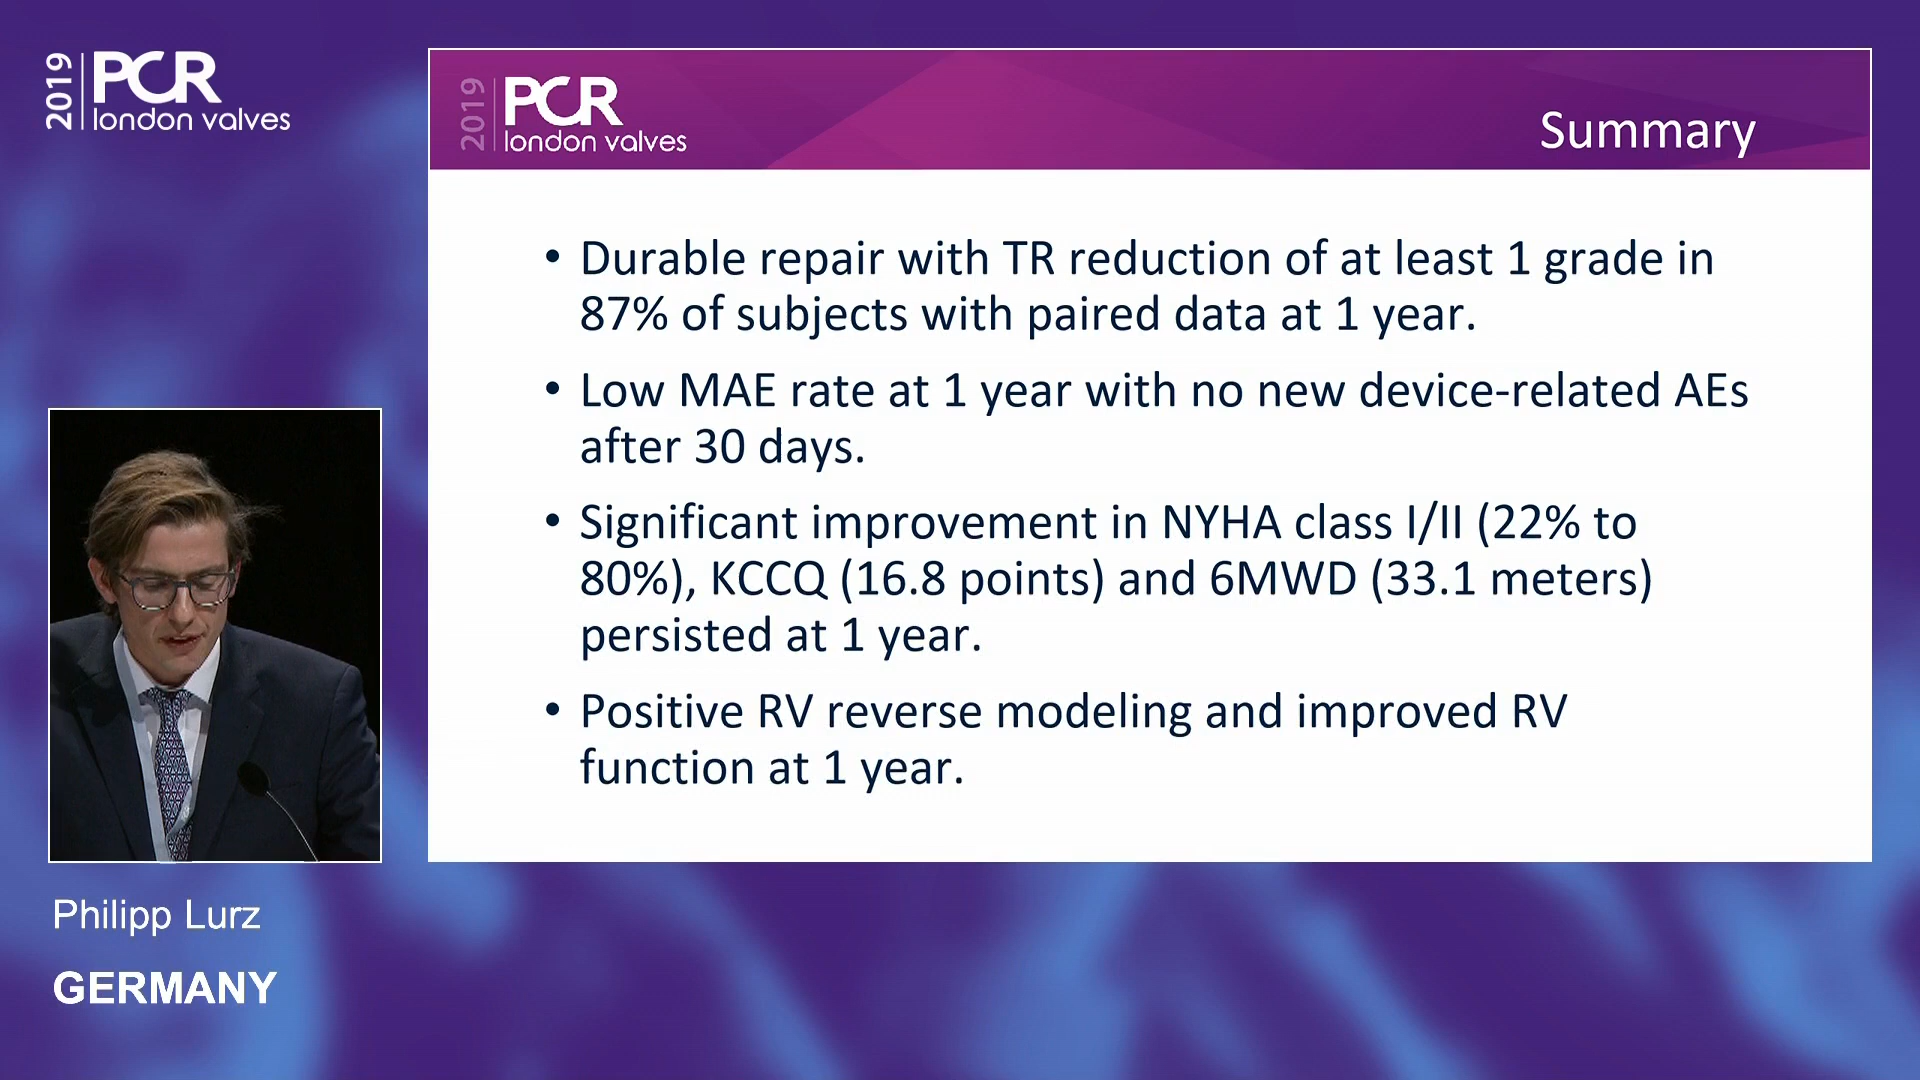 2019
PCR
london valves
2019
PCR
london valves
Summary
• Durable repair with TR reduction of at least 1 grade in
87% of subjects with paired data at 1 year.
• Low MAE rate at 1 year with no new device-related AEs
after 30 days.
• Significant improvement in NYHA class I/II (22% to
80%), KCCQ (16.8 points) and 6MWD (33.1 meters)
persisted at 1 year.
• Positive RV reverse modeling and improved RV
function at 1 year.
Philipp Lurz
GERMANY